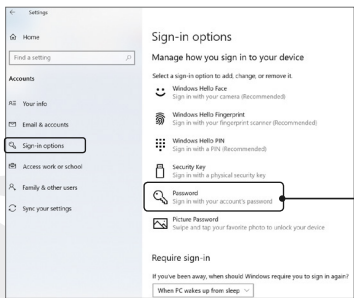 Settings
Home
Find a setting
Accounts
Your info
Email & accounts
Sign-in options
Access work or school
Family & other users
Sync your settings
Sign-in options
Manage how you sign in to your device
Select a sign-in option to add, change, or remove it.
Windows Hello Face
Sign in with your camera (Recommended)
Windows Hello Fingerprint
Sign in with your fingerprint scanner (Recommended)
Windows Hello PIN
Sign in with a PIN (Recommended)
Security Key
Sign in with a physical security key
Password
Sign in with your account's password
Picture Password
Swipe and tap your favorite photo to unlock your device
Require sign-in
If you've been away, when should Windows require you to sign in again?
When PC wakes up from sleep